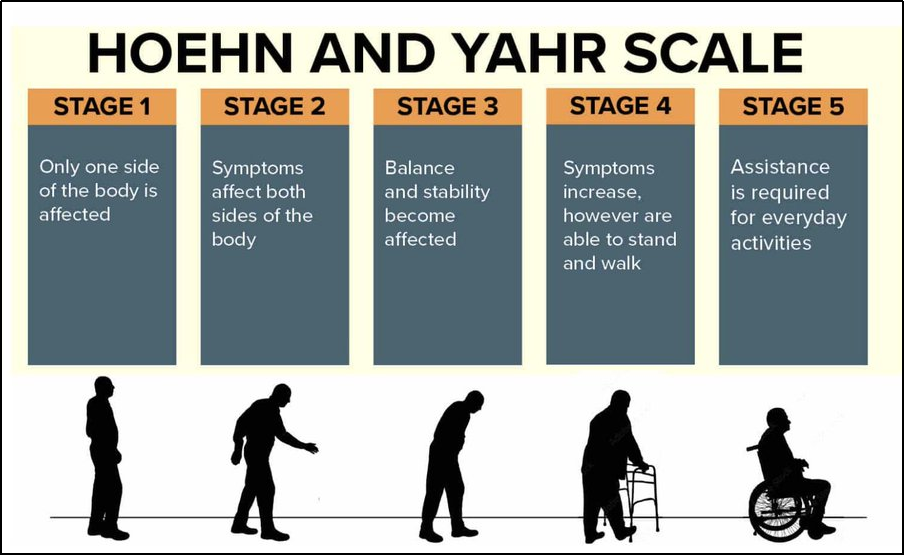 HOEHN AND YAHR SCALE
STAGE 1
Only one side
of the body is
affected
STAGE 2
Symptoms
affect both
sides of the
body
STAGE 3
Balance
and stability
become
affected
STAGE 4
Symptoms
increase,
however are
able to stand
and walk
STAGE 5
Assistance
is required
for everyday
activities